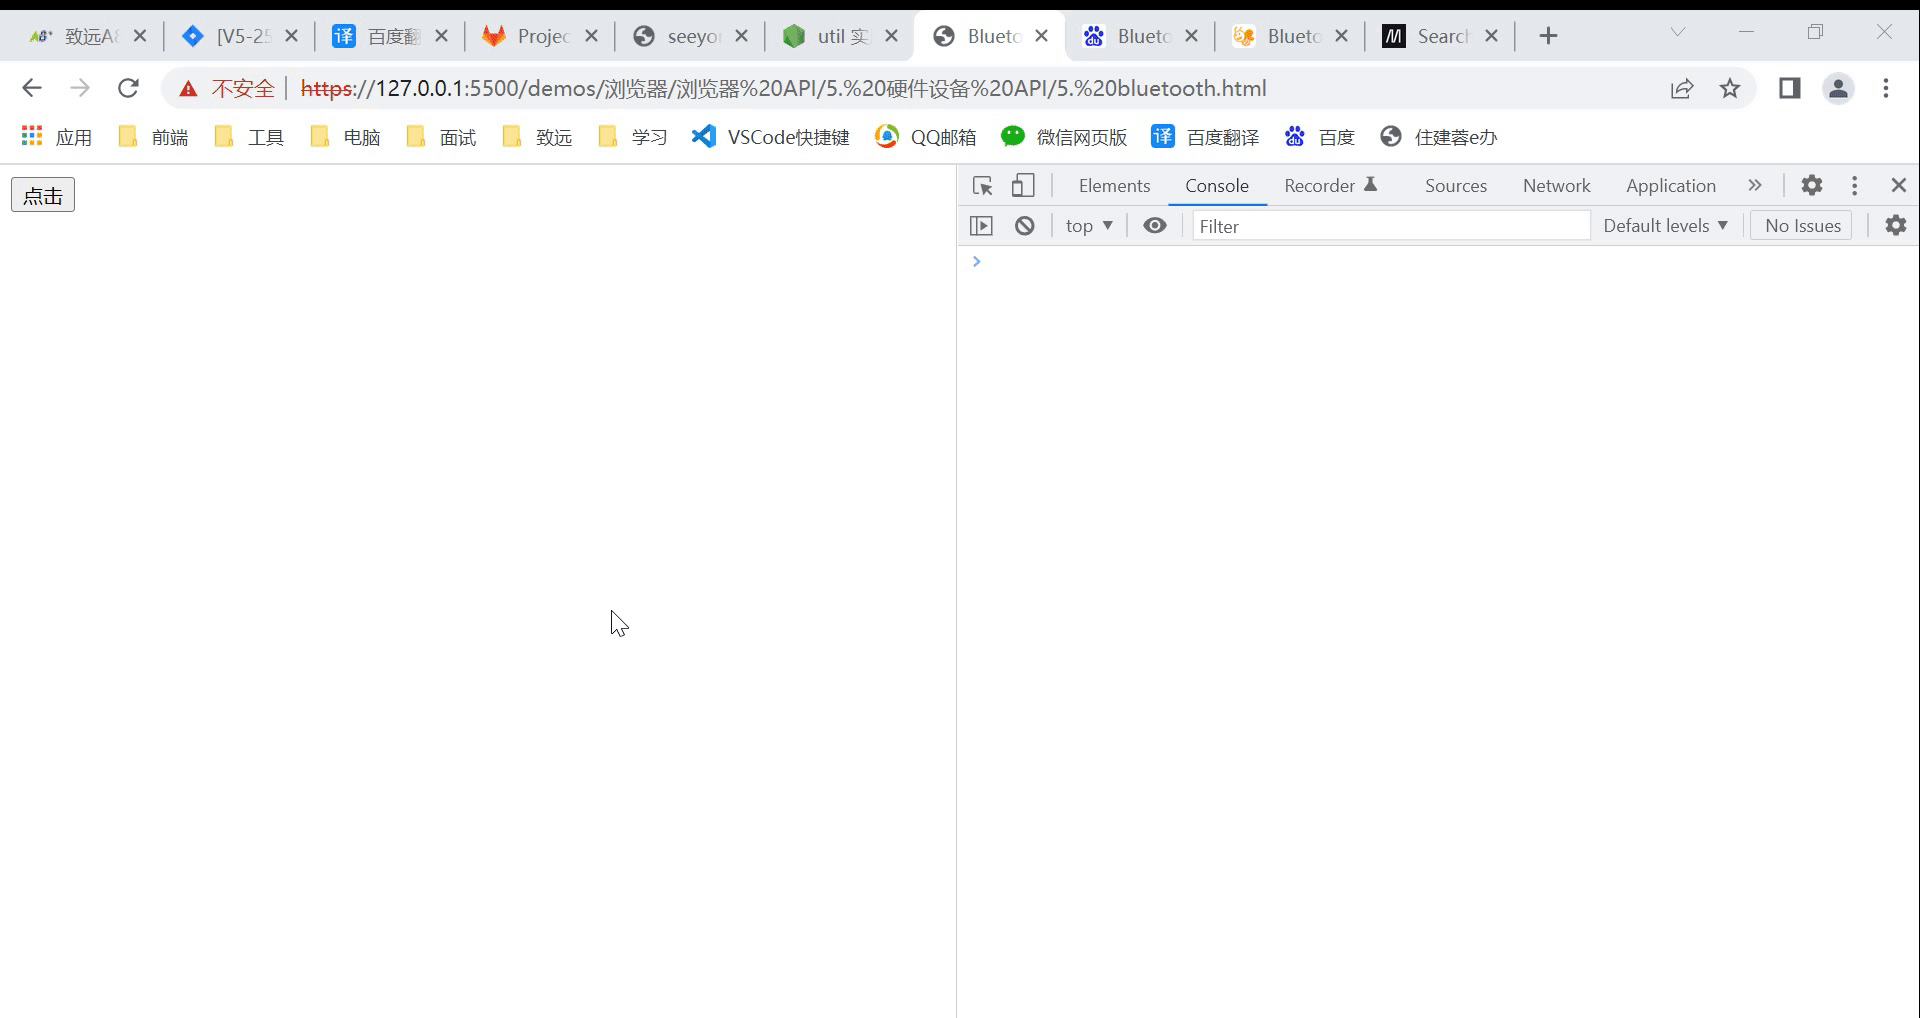 致远A8 [V5-25 百度翻 Projec seeyo util 实 Blueto Blueto Blueto Search
不安全 https://127.0.0.1:5500/demos/浏览器/浏览器%20API/5.%20硬件设备%20API/5.%20bluetooth.html
应用 前端 工具 电脑 面试 致远 学习 VSCode快捷键 QQ邮箱 微信网页版 译 百度翻译 百度 住建蓉e办
点击
Elements Console Recorder Sources Network Application
top Filter Default levels No Issues